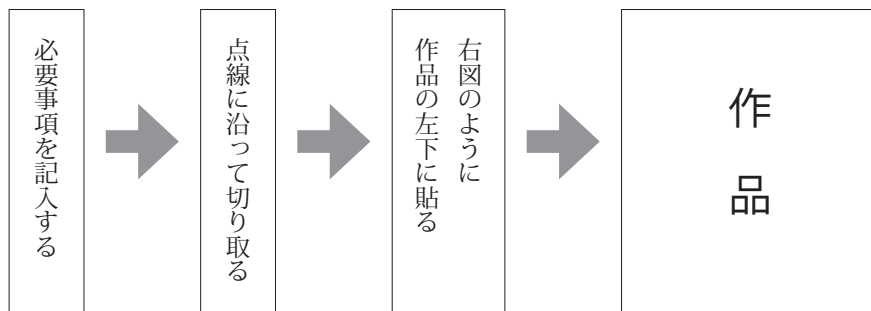 必要事項を記入する
点線に沿って切り取る
右図のように
作品の左下に貼る
作品